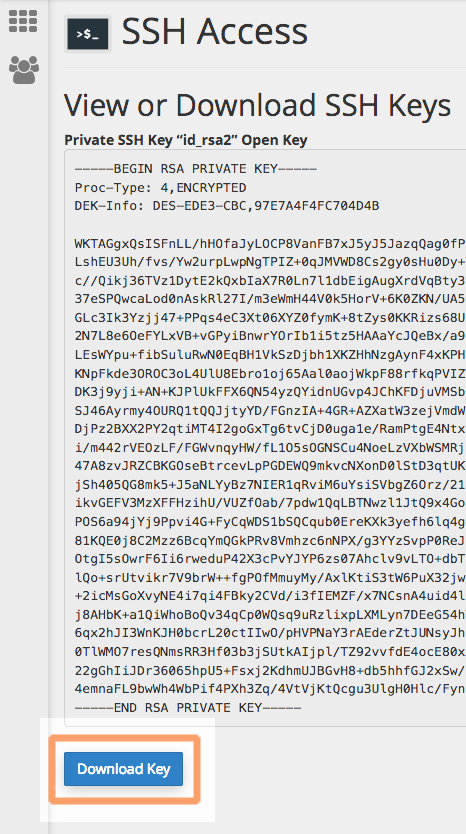 >$_ SSH Access
View or Download SSH Keys
Private SSH Key “id_rsa2” Open Key
-----BEGIN RSA PRIVATE KEY-----
Proc-Type: 4,ENCRYPTED
DEK-Info: DES-EDE3-CBC,97E7A4F4FC704D4B
WKTAGgxQsISFnLL/hHOfaJyLOCP8VanFB7xJ5yJ5JazqQag0fP
LshEU3Uh/fvs/Yw2urpLwpNgTPIZ+0qJMVWD8Cs2gy0sHu0Dy+
c//Qikj36TVz1DytE2kQxbIaX7R0Ln7l1dbEigAugXrdVqBty3
37eSPQwcaLod0nAskRl27I/m3eWmH44V0k5HorV+6K0ZKN/UA5
GLc3Ik3Yzjj47+PPqs4eC3Xt06XYZ0fymK+8tZys0KKRizs68U
2N7L8e6OeFYLxVB+vGPyiBnwrYOrIb1i5tz5HAAaYcJQeBx/a9
LEsWYpu+fibSuluRwN0EqBH1VkSzDjbh1XKZHhNzgAynF4xKPH
KNpFkde3OROC3oL4UlU8Ebro1oj65Aal0aojWkpF88rfkqPVIZ
DK3j9yji+AN+KJPlUkFFX6QN54yzQYidnUGvp4JChKFDjuVMSb
SJ46Ayrmy4OURQ1tQQJjtyYD/FGnzIA+4GR+AZXatW3zejVmdW
DjPz2BXX2PY2qtiMT4I2goGxTg6tvCjD0uga1e/RamPtgE4Ntx
i/m442rVEOzLF/FGWvnqyHW/fL1O5sOGNSCu4NoeLzVXbWSMRj
47A8zvJRZCBKGOseBtrcevLpPGDEWQ9mkvcNXonD0lStD3qtUK
jSh405QG8mk5+J5aNLYyBz7NIER1qRviM6uYsiSVbgZ6Orz/21
ikvGEFV3MzXFFHzihU/VUZfOab/7pdw1QqLBTNwzl1JtQ9x4Go
POS6a94jYj9Ppvi4G+FyCqWDS1bSQCqub0EreKXk3yefh6lq4g
81KQE0j8C2Mzz6BcqYmQGkPRv8Vmhzc6nNPX/g3YYzSvpP0ReJ
OtgI5sOwrF6Ii6rweduP42X3cPvYJYP6zs07Ahclv9vLTO+dbT
lQo+srUtvikr7V9brW++fgPOfMmuyMy/AxlKtiS3tW6PuX32jw
+2icMsGoXvyNE4i7qi4FBky2CVd/i3fIEMZF/x7NCsnA4uid4l
j8AHbK+a1QiWhoBoQv34qCp0WQsq9uRzlixpLXMLyn7DEeG54h
6qx2hJI3WnKJH0bcrL20ctIIwO/pHVPNaY3rAEderZtJUNsyJh
0TlWMO7resQNmsRR3Hf03b3jSUtkAIjpl/TZ92vvfdE4ocE80x
22gGhIiJDr36065hpU5+Fsxj2KdhmUJBGvH8+db5hhfGJ2xSw/
4emnaFL9bwWh4WbPif4PXh3Zq/4VtVjKtQcgu3UlgH0Hlc/Fyn
-----END RSA PRIVATE KEY-----
Download Key